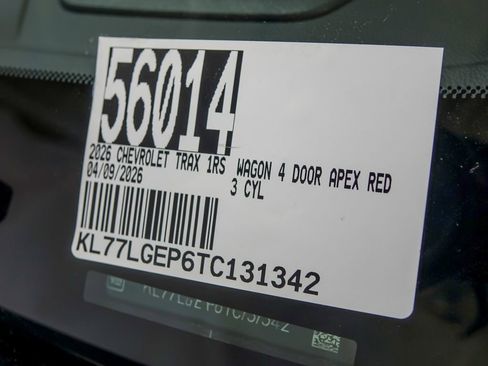 56014
2026 CHEVROLET TRAX 1RS WAGON 4 DOOR APEX RED
04/09/2026 3 CYL
KL77LGEP6TC131342